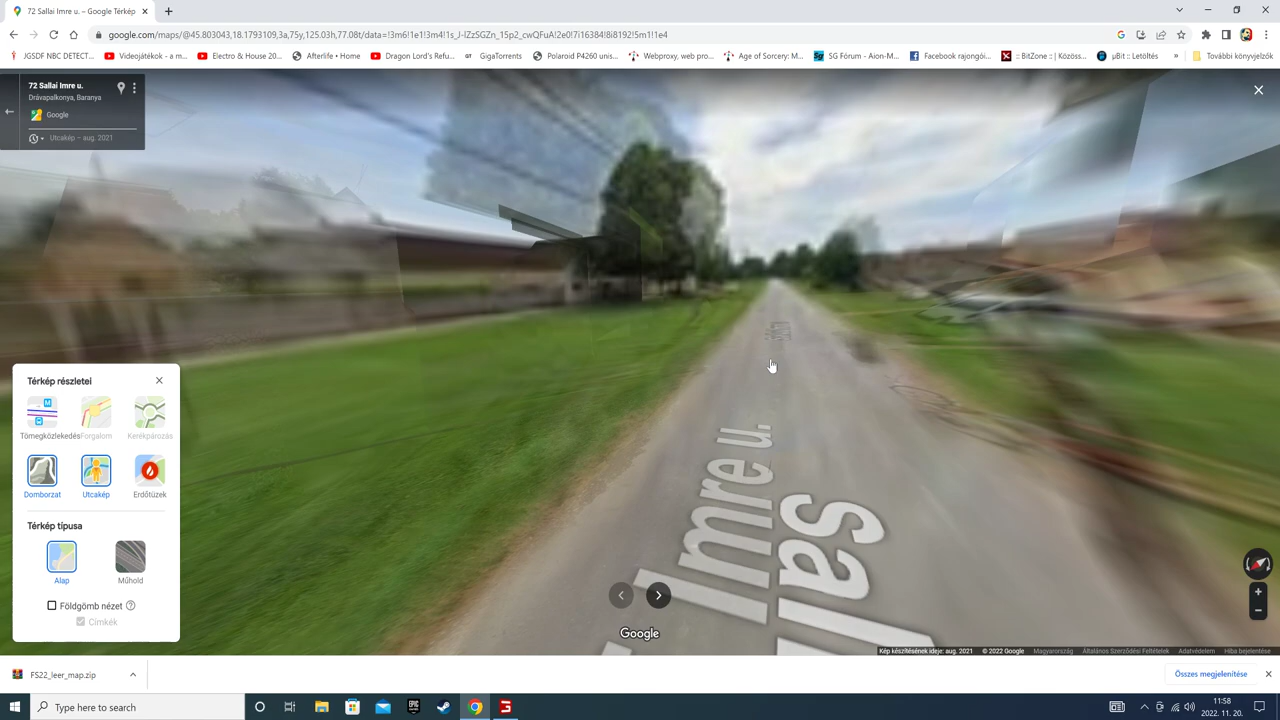 72 Sallai Imre u. – Google Térkép
google.com/maps/@45.803043,18.1793109,3a,75y,125.03h,77.08t/data=!3m6!1e1!3m4!1s_J-IZzSGZn_15p2_cwQFuA!2e0!7i16384!8i8192!5m1!1e4
JGSDF NBC DETECT...
Videojátékok - a m...
Electro & House 20...
Afterlife • Home
Dragon Lord's Refu...
GT GigaTorrents
Polaroid P4260 unis...
Webproxy, web pro...
Age of Sorcery: M...
SG Fórum - Aion-M...
Facebook rajongói...
:: BitZone :: | Közöss...
µBit :: Letöltés
»
További könyvjelzők
72 Sallai Imre u.
Drávapalkonya, Baranya
Google
Utcakép – aug. 2021
Térkép részletei
Tömegközlekedés
Forgalom
Kerékpározás
Domborzat
Utcakép
Erdőtüzek
Térkép típusa
Alap
Műhold
Földgömb nézet
Címkék
Imre u.
Sal
Google
Kép készítésének ideje: aug. 2021
© 2022 Google
Magyarország
Általános Szerződési Feltételek
Adatvédelem
Hiba bejelentése
FS22_leer_map.zip
Összes megjelenítése
Type here to search
EPIC GAMES
11:58
2022. 11. 20.